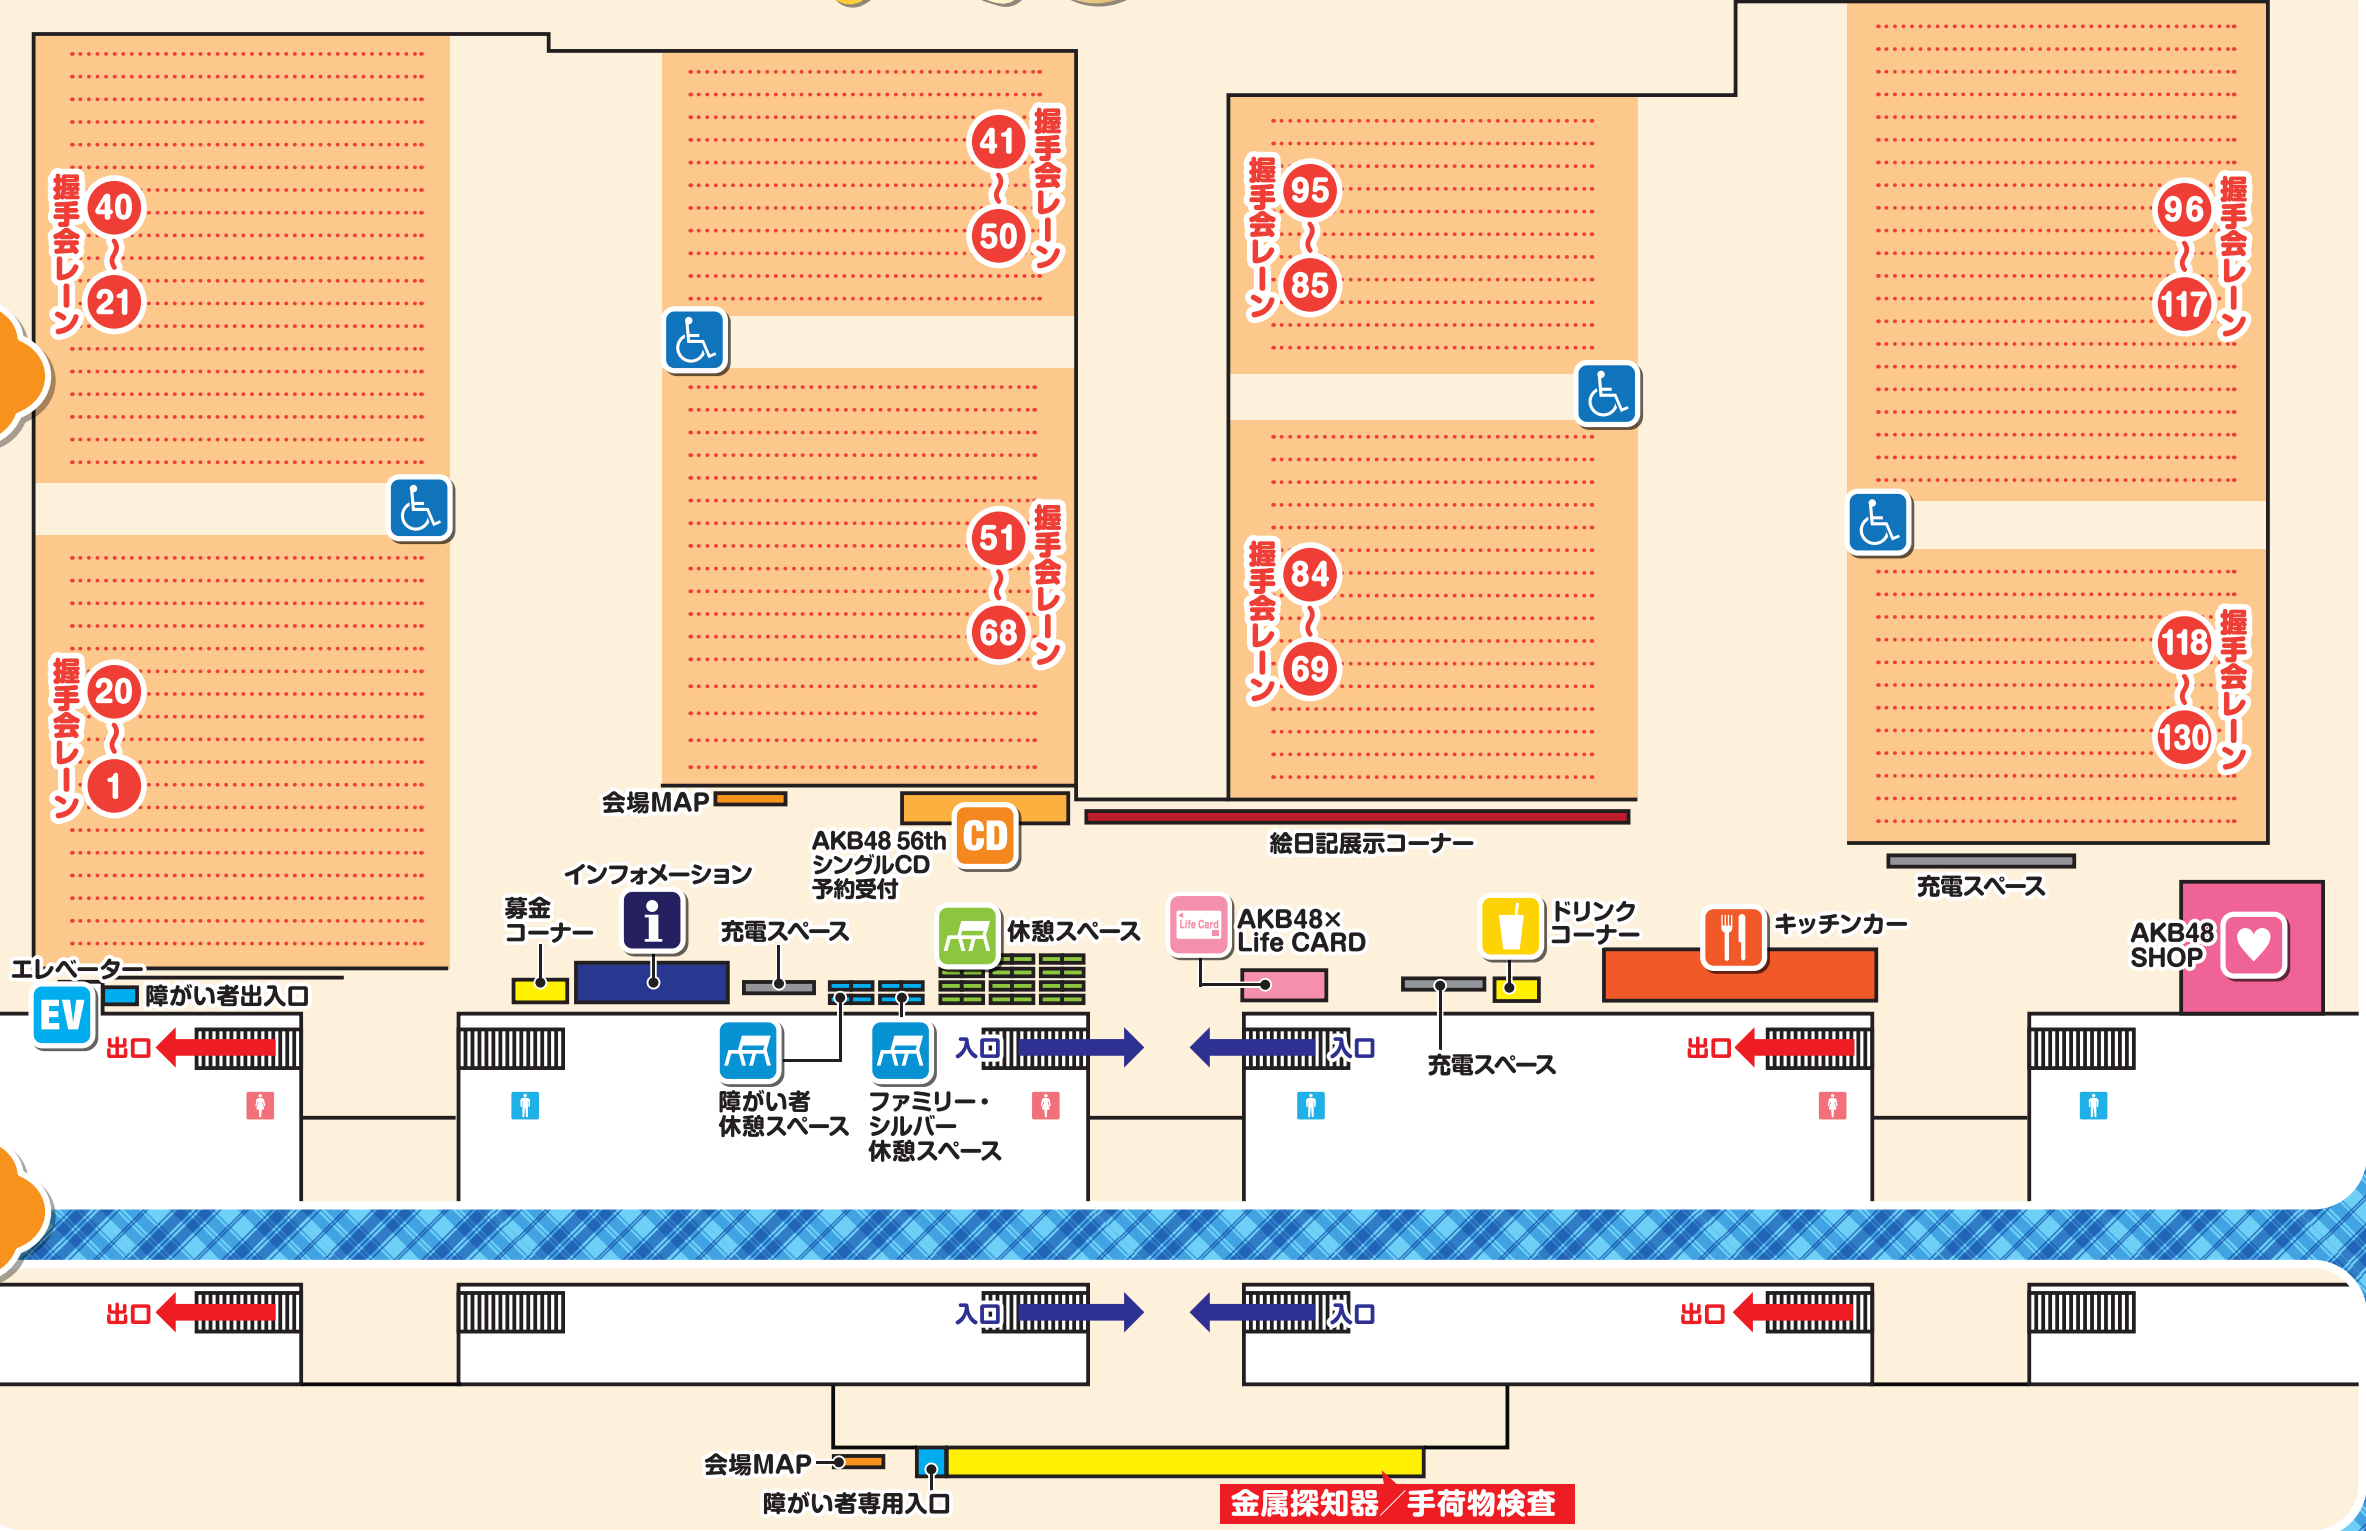 握手会レーン
40
〜
21
握手会レーン
20
〜
1
握手会レーン
41
〜
50
握手会レーン
51
〜
68
握手会レーン
95
〜
85
握手会レーン
84
〜
69
握手会レーン
96
〜
117
握手会レーン
118
〜
130
会場MAP
AKB48 56th
シングルCD
予約受付
CD
絵日記展示コーナー
充電スペース
インフォメーション
i
募金
コーナー
充電スペース
休憩スペース
Life Card
AKB48×
Life CARD
ドリンク
コーナー
キッチンカー
AKB48
SHOP
エレベーター
EV
障がい者出入口
出口
入口
入口
充電スペース
出口
障がい者
休憩スペース
ファミリー・
シルバー
休憩スペース
出口
入口
入口
出口
会場MAP
障がい者専用入口
金属探知器／手荷物検査